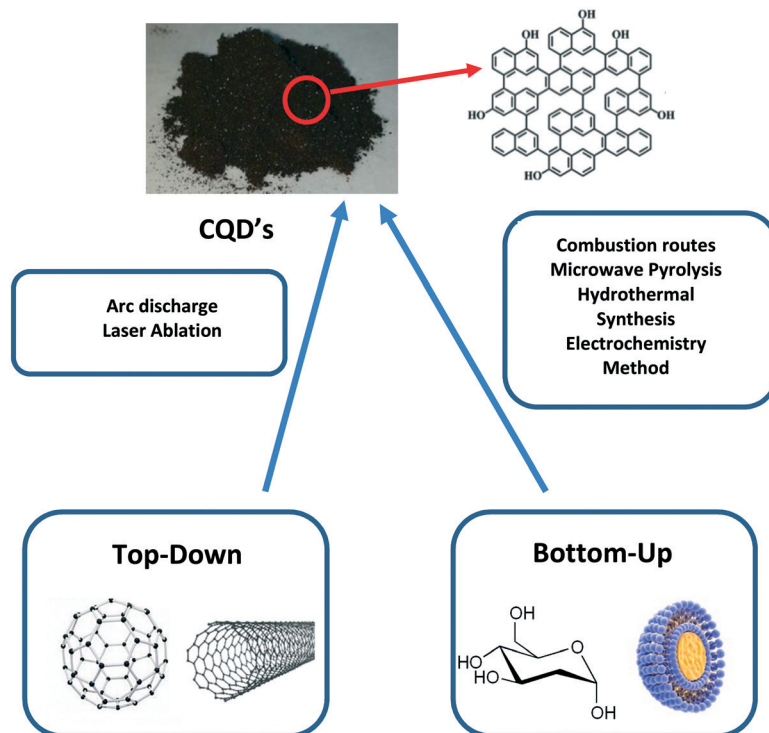 OH
OH
OH
HO
OH
HO
CQD's
Combustion routes
Microwave Pyrolysis
Hydrothermal
Synthesis
Electrochemistry
Method
Arc discharge
Laser Ablation
Top-Down
Bottom-Up
OH
O
HO
HO
OH